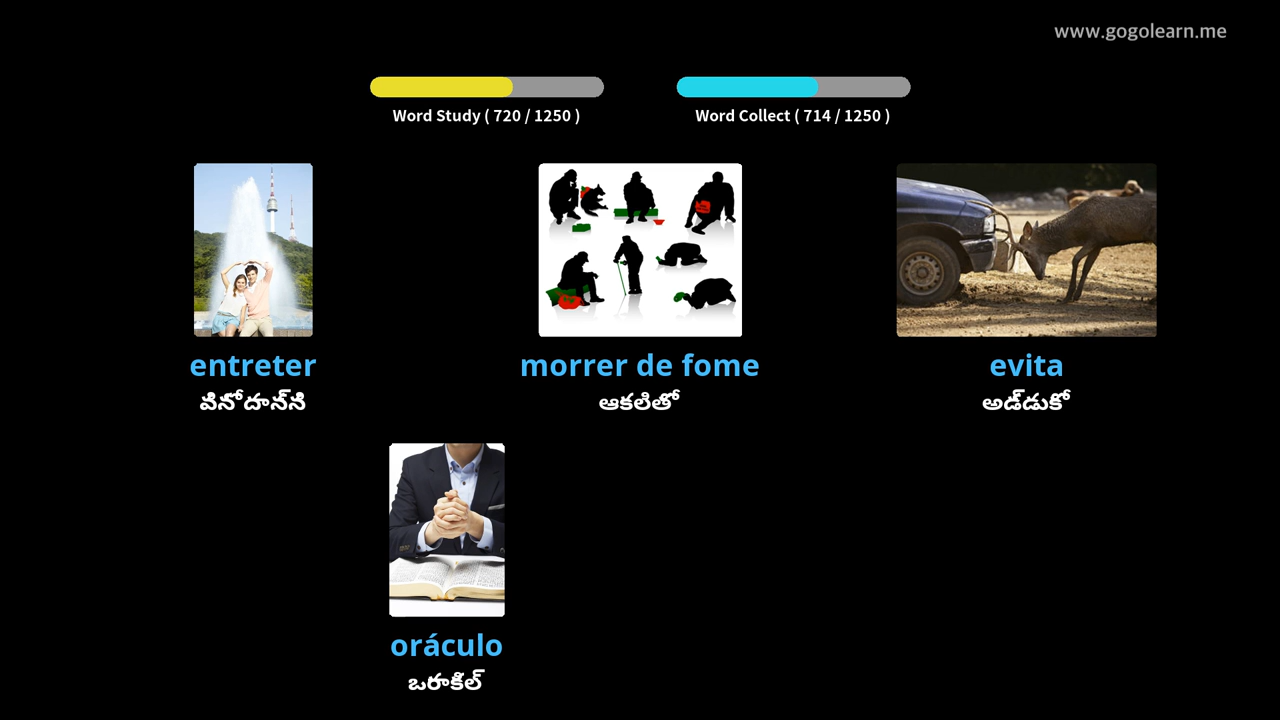 www.gogolearn.me
Word Study ( 720 / 1250 )
Word Collect ( 714 / 1250 )
entreter
వినోదాన్ని
morrer de fome
ఆకలితో
evita
అడ్డుకో
oráculo
ఒరాకిల్